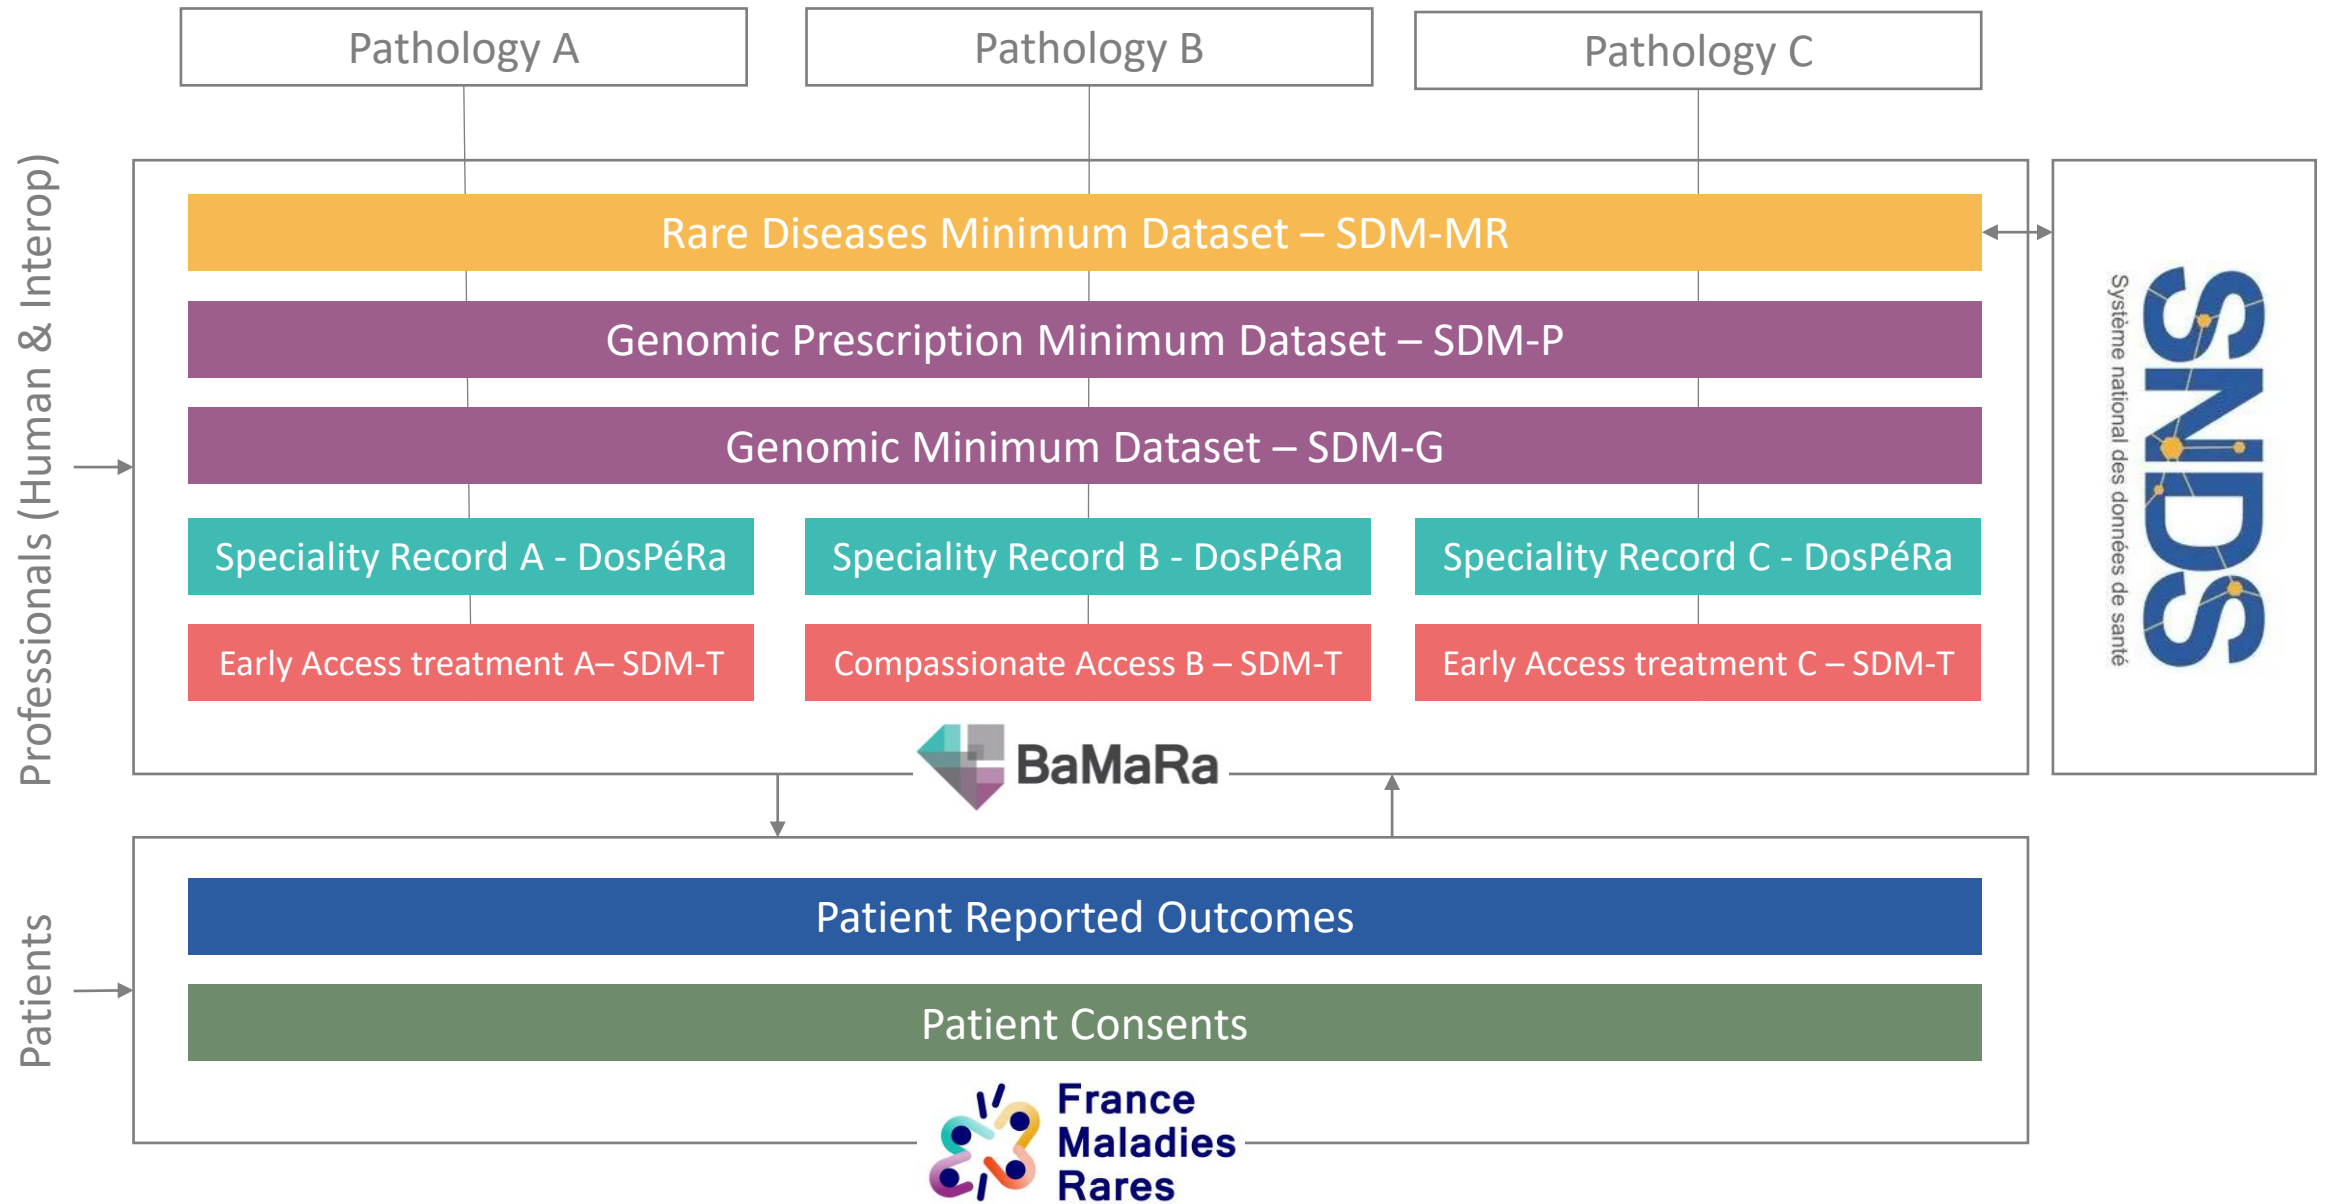 Pathology A
Pathology B
Pathology C
Professionals (Human & Interop)
Rare Diseases Minimum Dataset – SDM-MR
Genomic Prescription Minimum Dataset – SDM-P
Genomic Minimum Dataset – SDM-G
Speciality Record A - DosPéRa
Speciality Record B - DosPéRa
Speciality Record C - DosPéRa
Early Access treatment A– SDM-T
Compassionate Access B – SDM-T
Early Access treatment C – SDM-T
BaMaRa
SNDS
Système national des données de santé
Patients
Patient Reported Outcomes
Patient Consents
France
Maladies
Rares